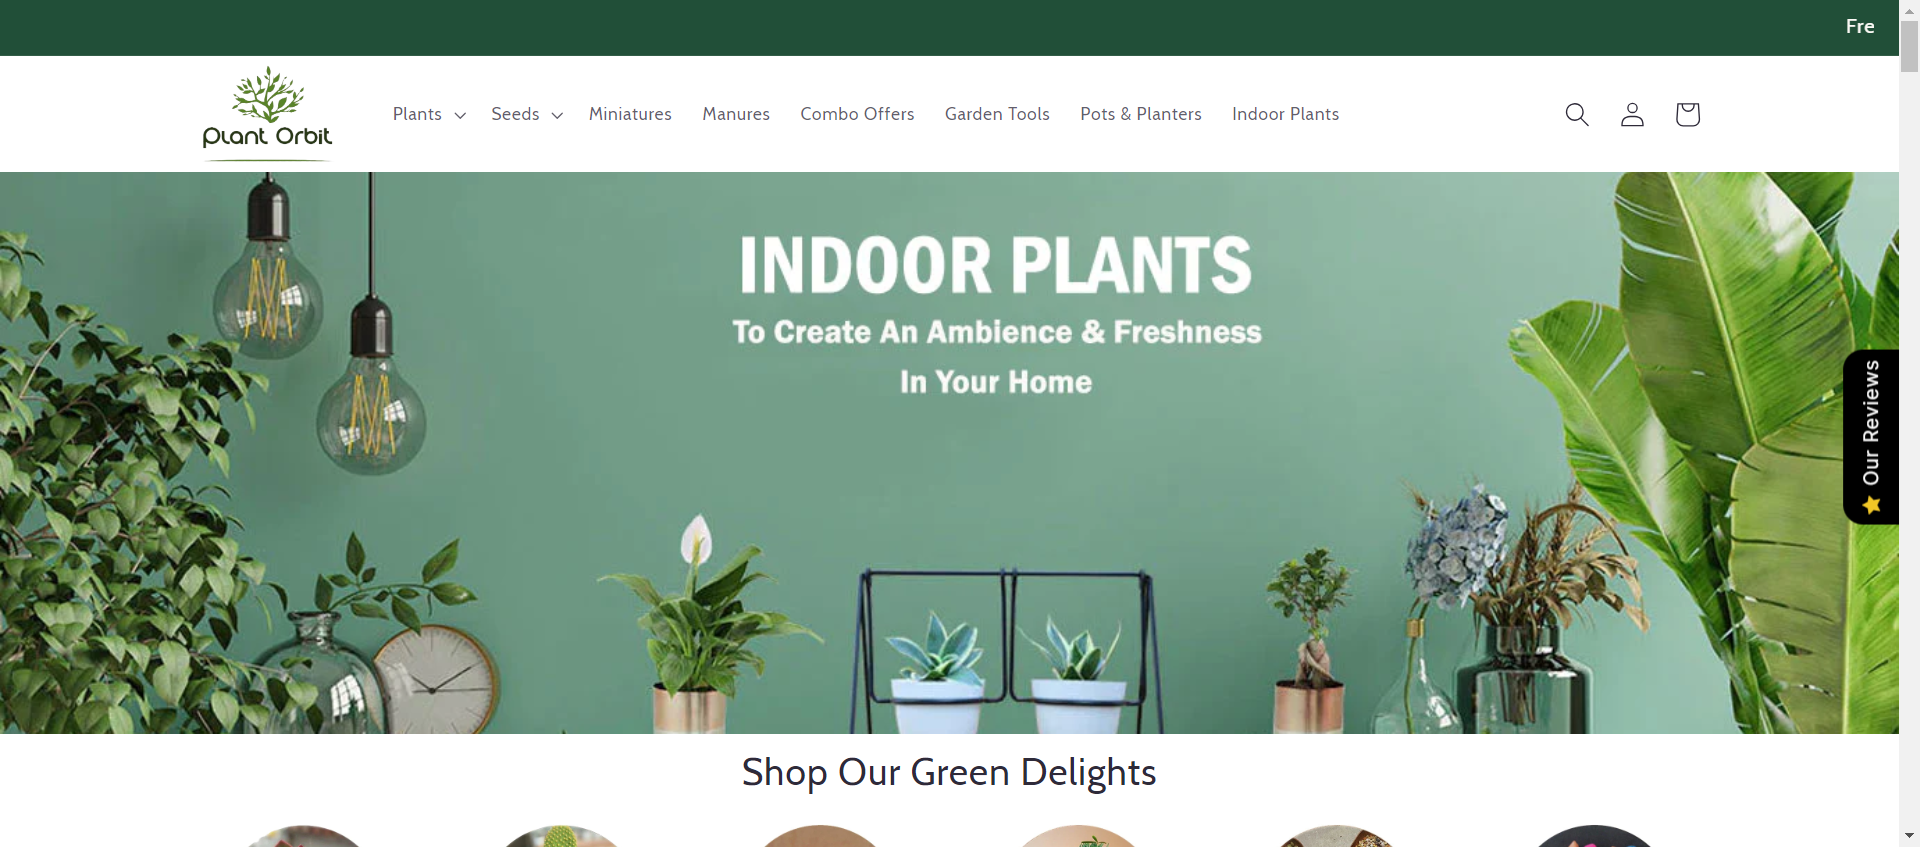 Fre
Plant Orbit
Plants
Seeds
Miniatures
Manures
Combo Offers
Garden Tools
Pots & Planters
Indoor Plants
INDOOR PLANTS
To Create An Ambience & Freshness
In Your Home
Our Reviews
Shop Our Green Delights